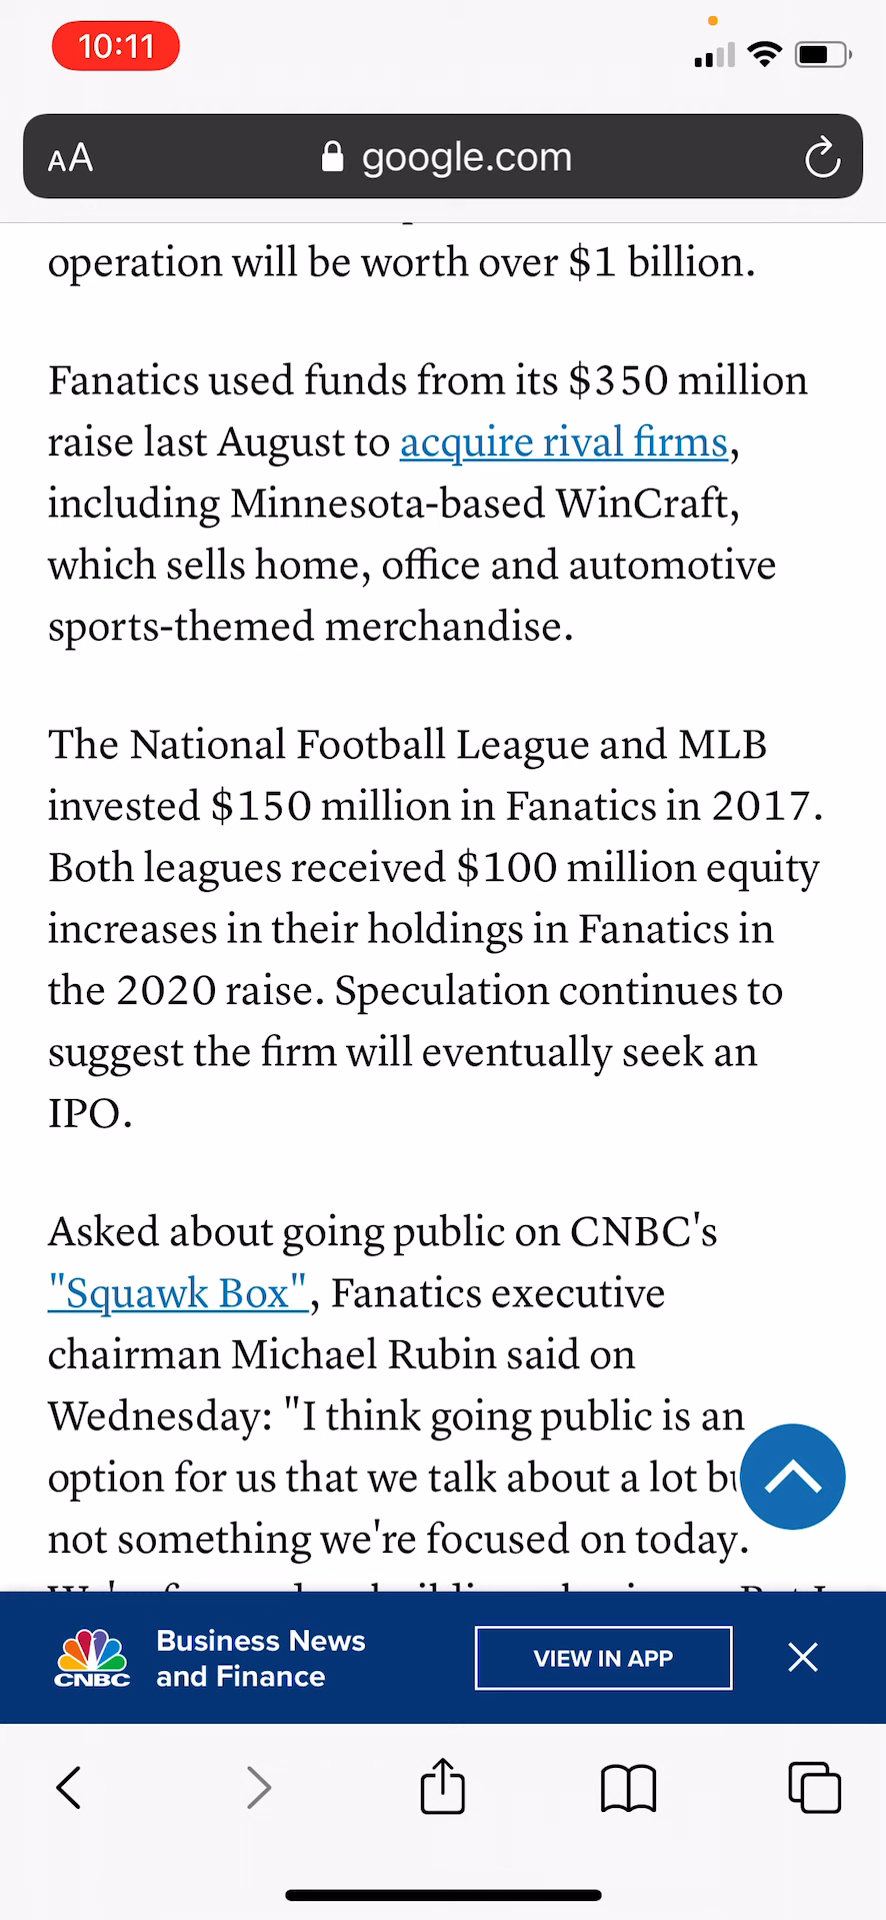 10:11
AA
google.com
operation will be worth over $1 billion.
Fanatics used funds from its $350 million
raise last August to acquire rival firms,
including Minnesota-based WinCraft,
which sells home, office and automotive
sports-themed merchandise.
The National Football League and MLB
invested $150 million in Fanatics in 2017.
Both leagues received $100 million equity
increases in their holdings in Fanatics in
the 2020 raise. Speculation continues to
suggest the firm will eventually seek an
IPO.
Asked about going public on CNBC's
"Squawk Box", Fanatics executive
chairman Michael Rubin said on
Wednesday: "I think going public is an
option for us that we talk about a lot
not something we're focused on today.
Business News
and Finance
CNBC
VIEW IN APP